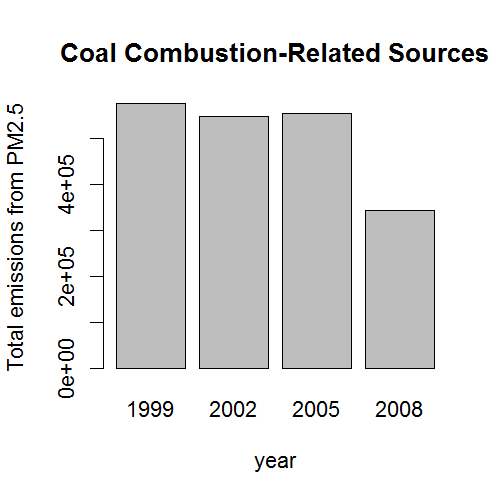 Coal Combustion-Related Sources
Total emissions from PM2.5
4e+05
2e+05
0e+00
1999 2002 2005 2008
year